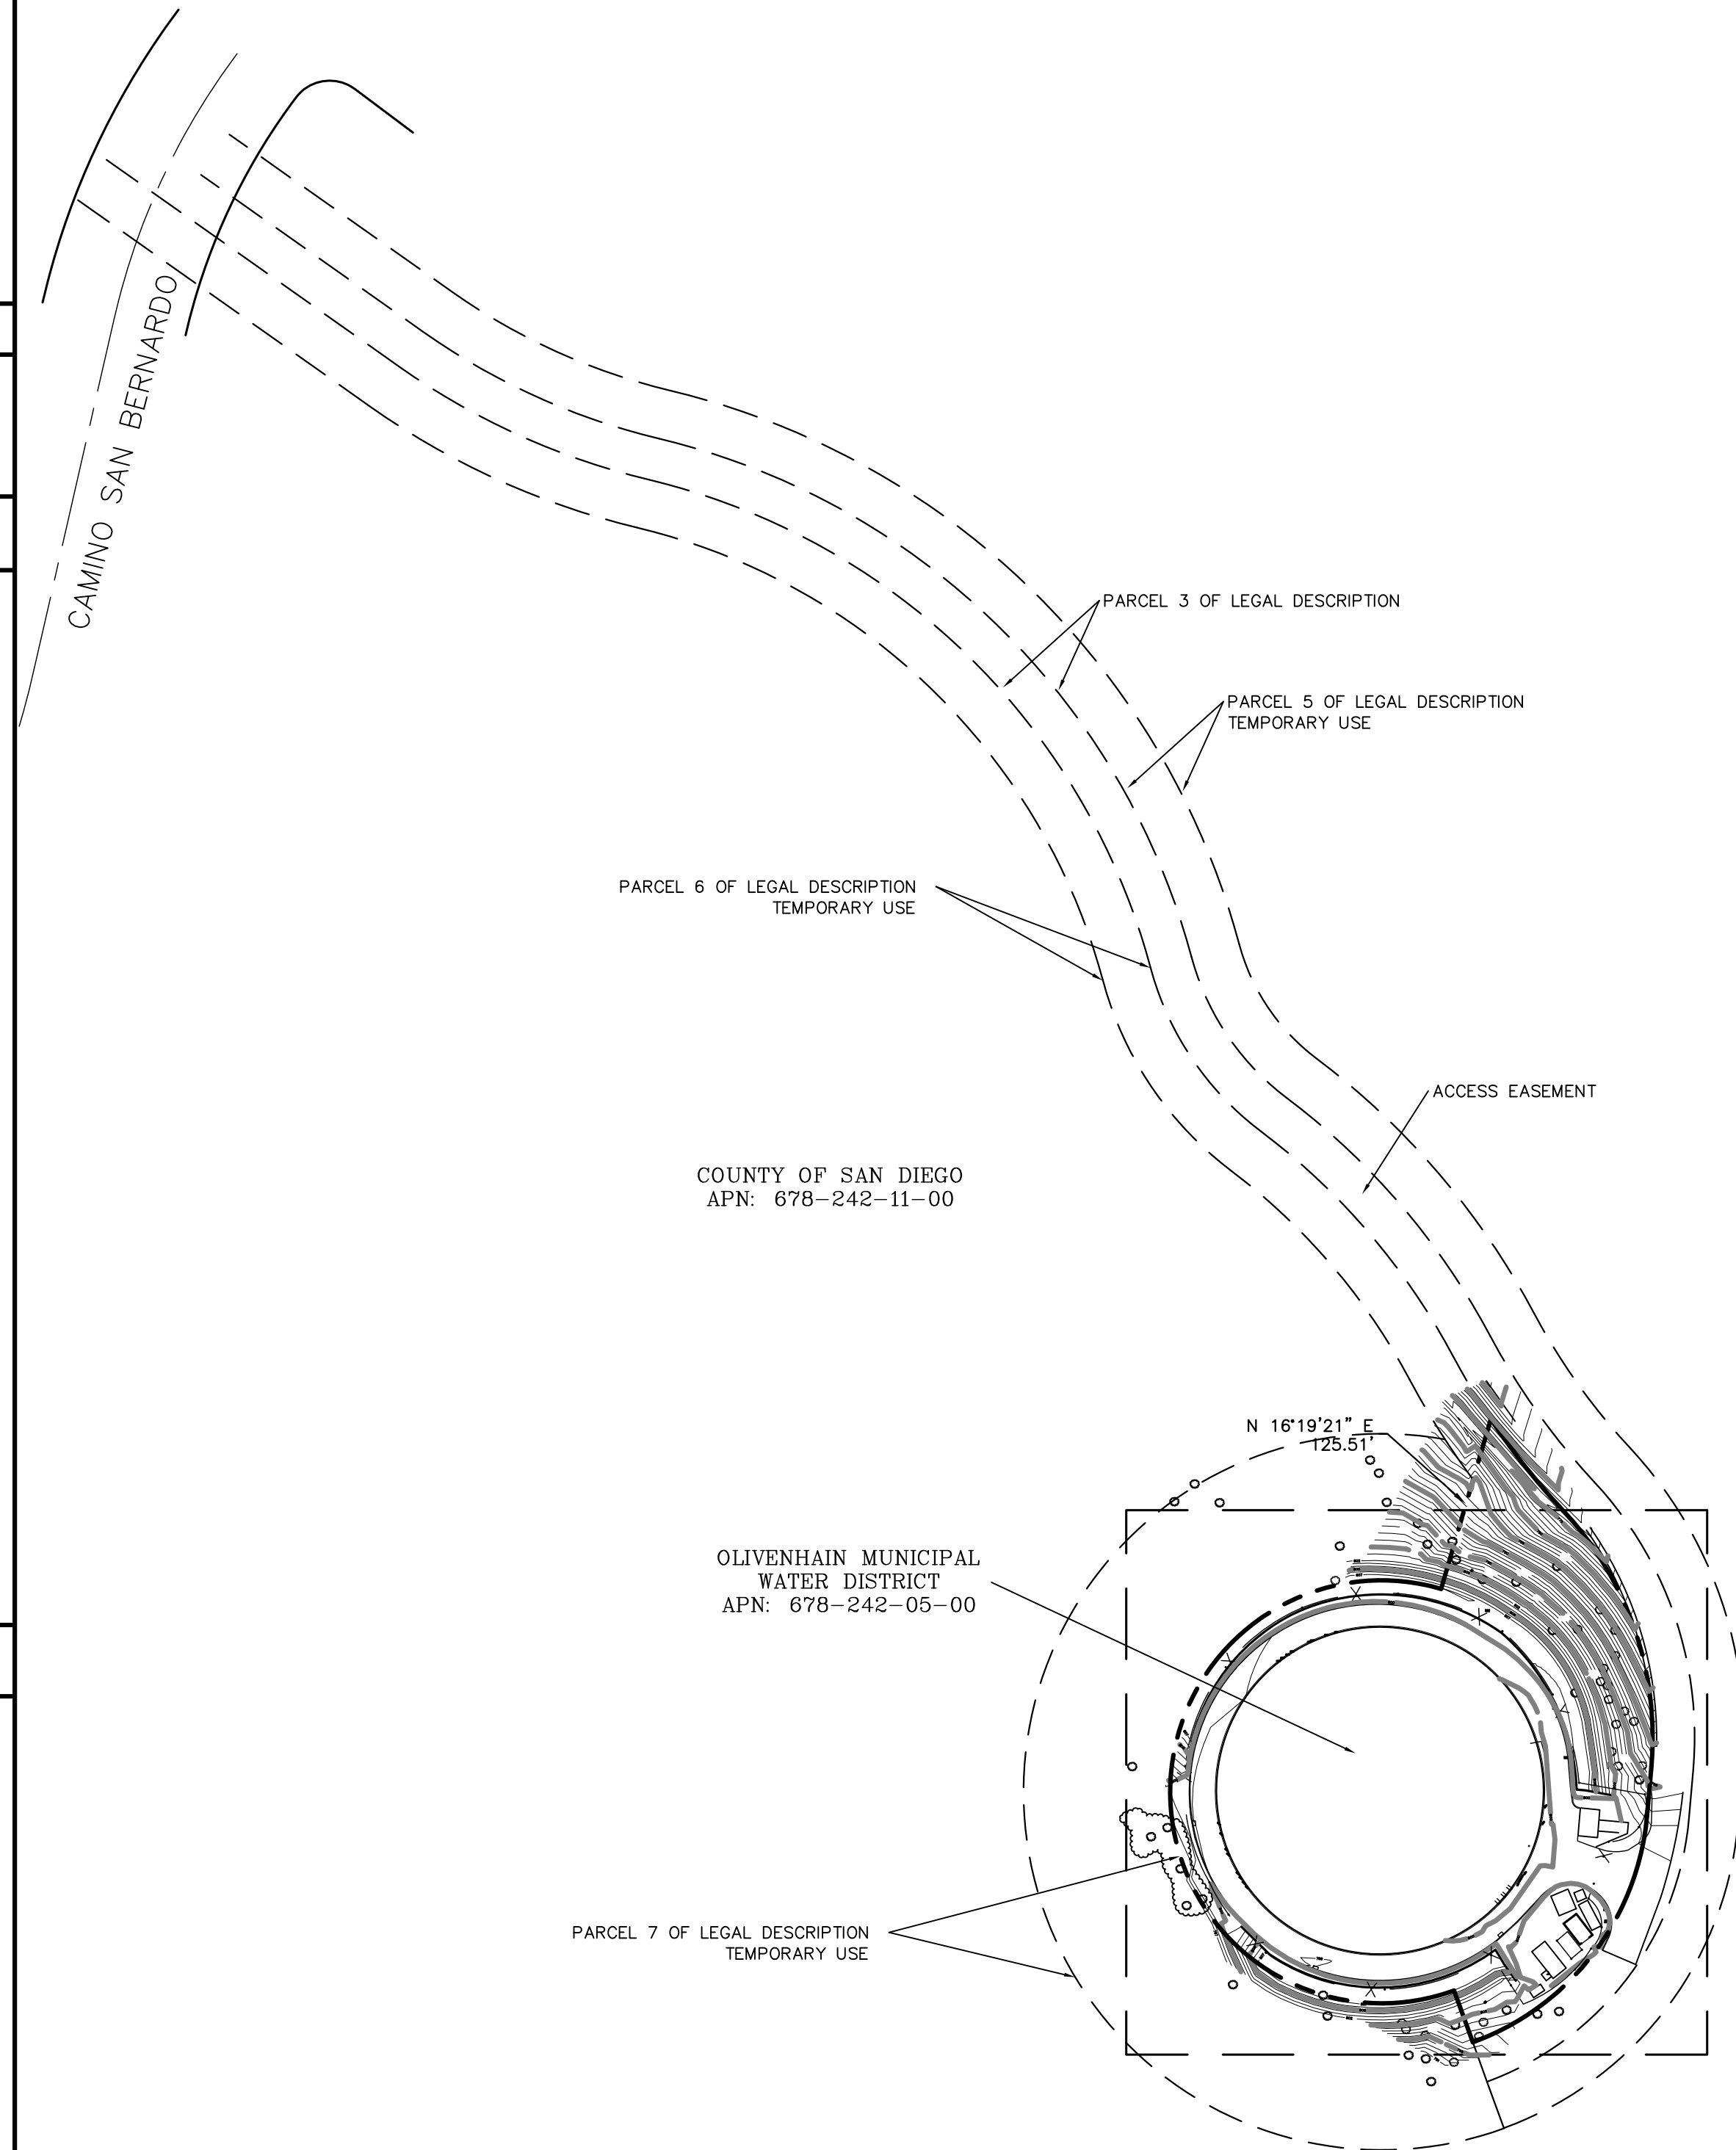 CAMINO SAN BERNARDO
PARCEL 3 OF LEGAL DESCRIPTION
PARCEL 5 OF LEGAL DESCRIPTION
TEMPORARY USE
PARCEL 6 OF LEGAL DESCRIPTION
TEMPORARY USE
ACCESS EASEMENT
COUNTY OF SAN DIEGO
APN: 678-242-11-00
N 16°19'21" E
125.51'
OLIVENHAIN MUNICIPAL
WATER DISTRICT
APN: 678-242-05-00
PARCEL 7 OF LEGAL DESCRIPTION
TEMPORARY USE